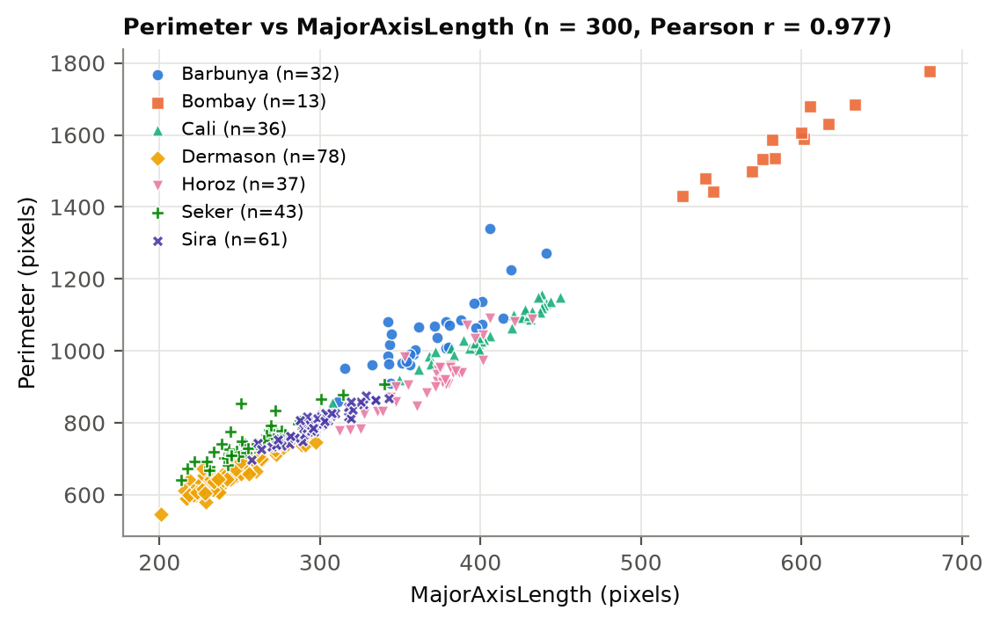 Perimeter vs MajorAxisLength (n = 300, Pearson r = 0.977)
Barbunya (n=32)
Bombay (n=13)
Cali (n=36)
Dermason (n=78)
Horoz (n=37)
Seker (n=43)
Sira (n=61)
Perimeter (pixels)
1800
1600
1400
1200
1000
800
600
200 300 400 500 600 700
MajorAxisLength (pixels)